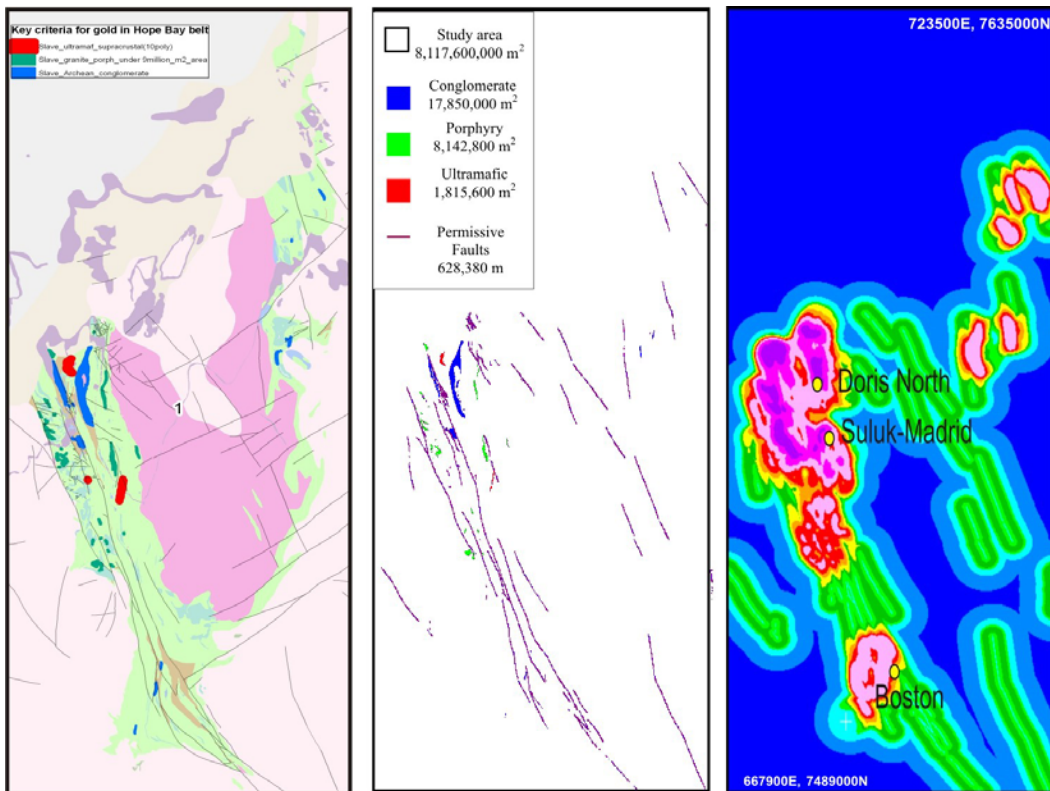 Key criteria for gold in Hope Bay belt
Slave_ultramaf_supracrustal(10poly)
Slave_granite_porph_under 9million_m2_area
Slave_Archean_conglomerate
1
Study area
8,117,600,000 m²
Conglomerate
17,850,000 m²
Porphyry
8,142,800 m²
Ultramafic
1,815,600 m²
Permissive
Faults
628,380 m
723500E, 7635000N
Doris North
Suluk-Madrid
Boston
667900E, 7489000N